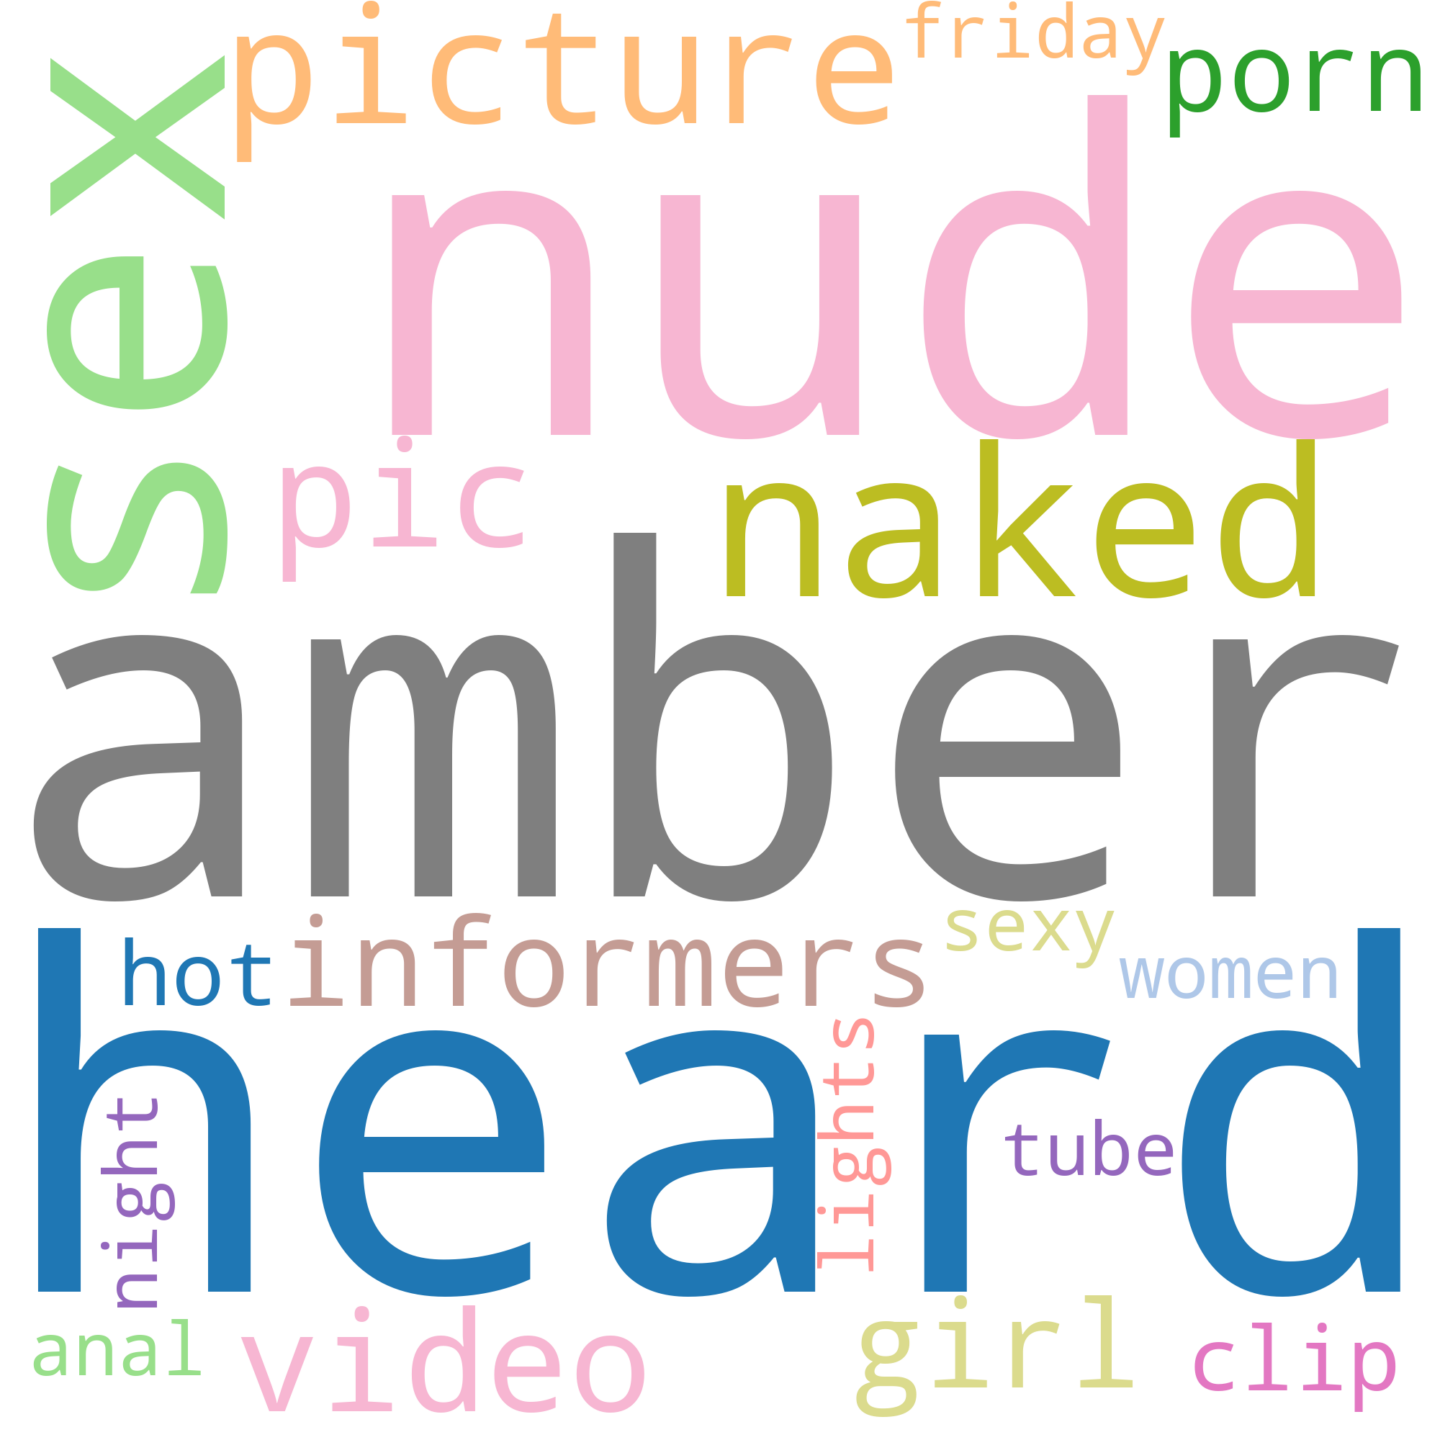 friday
picture
porn
sex
nude
pic
naked
amber
informers
sexy
hot
women
heard
lights
night
tube
anal
video
girl
clip